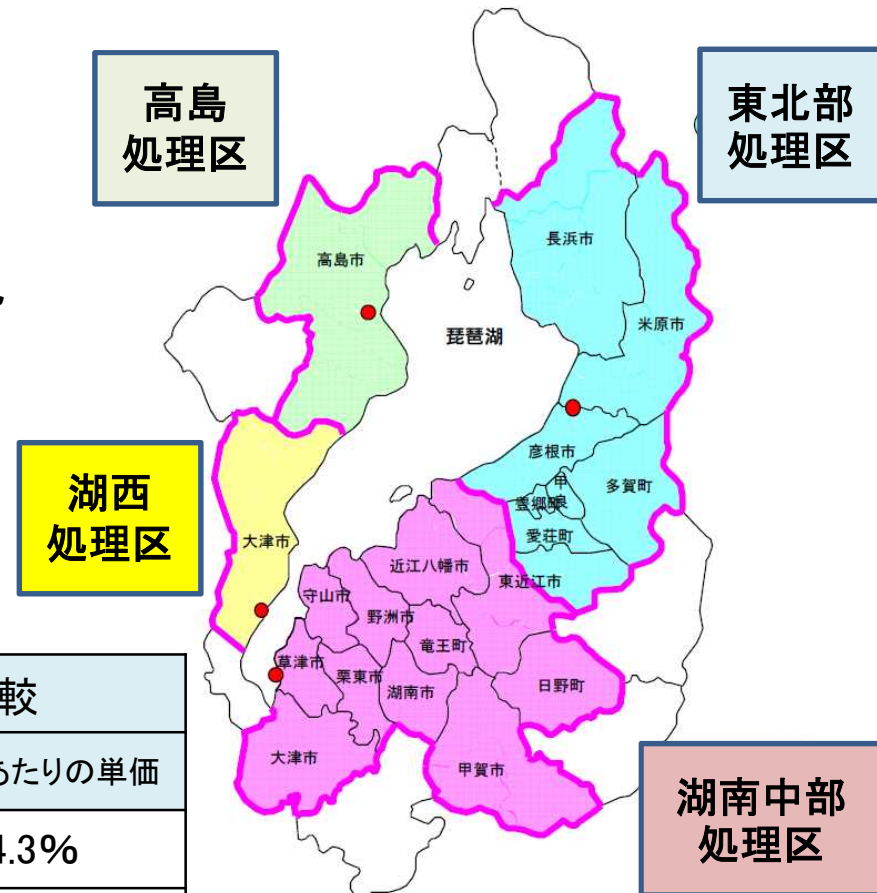 高島
処理区
東北部
処理区
長浜市
高島市
米原市
琵琶湖
彦根市
甲良
多賀町
豊郷町
愛荘町
湖西
処理区
大津市
近江八幡市
東近江市
守山市
野洲市
竜王町
草津市
栗東市
湖南市
日野町
大津市
甲賀市
較
あたりの単価
4.3%
湖南中部
処理区